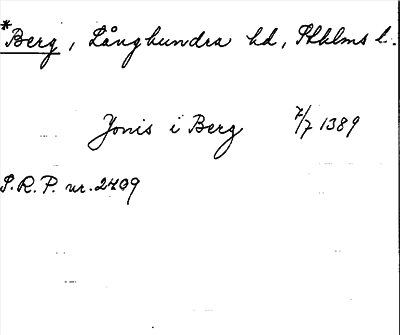 *Berg, Långhundra hd, Sthlms l.
Jonis i Berg 7/7 1389
S.R.P. nr. 2409